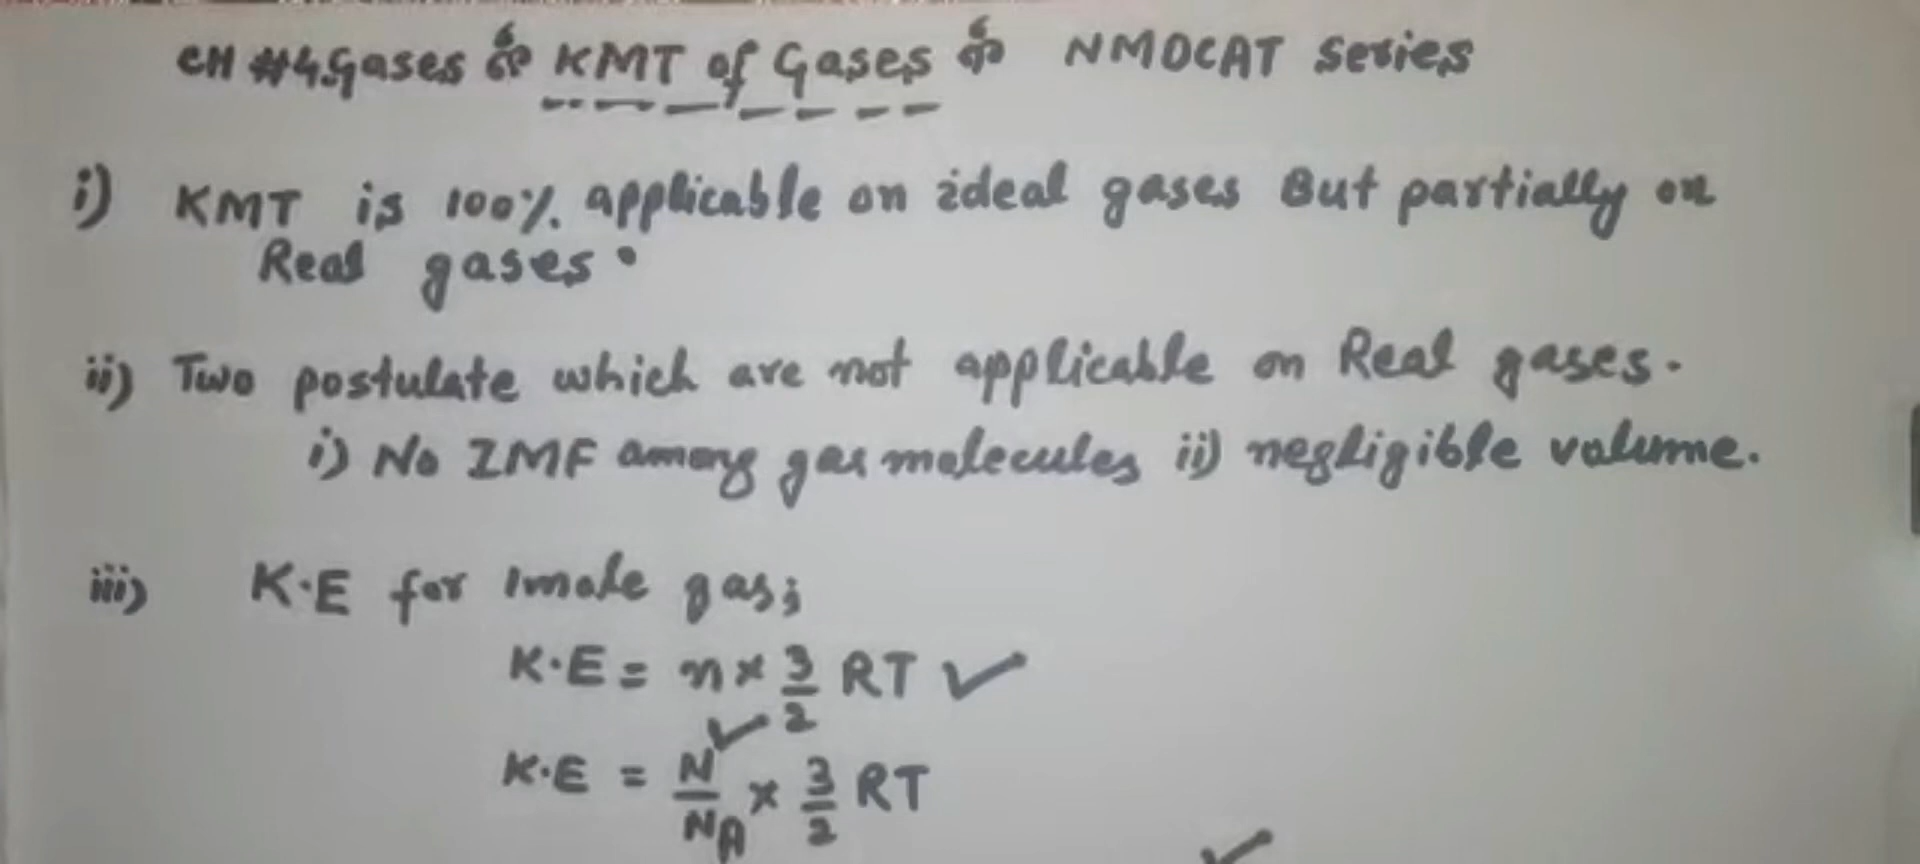 CH #4 Gases KMT of Gases NMDCAT Series
i) KMT is 100% applicable on ideal gases But partially on
Real gases.
ii) Two postulate which are not applicable on Real gases.
i) No IMF among gas molecules ii) negligible volume.
iii) K.E for 1mole gas;
K.E = n × 3/2 RT ✓
K.E = N/NA × 3/2 RT